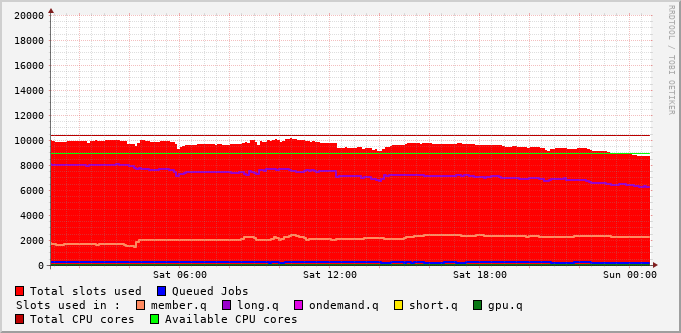 20000
18000
16000
14000
12000
10000
8000
6000
4000
2000
0
Sat 06:00 Sat 12:00 Sat 18:00 Sun 00:00
Total slots used Queued Jobs
Slots used in : member.q long.q ondemand.q short.q gpu.q
Total CPU cores Available CPU cores
RRDTOOL / TOBI OETIKER